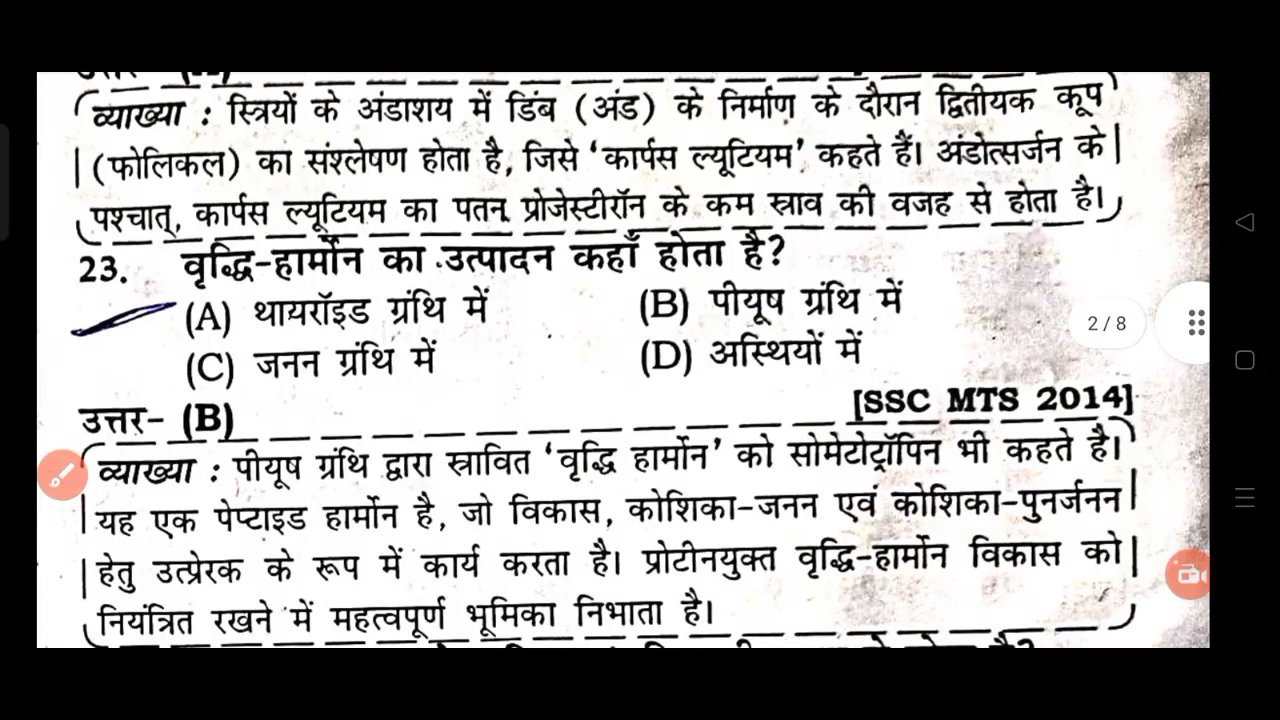 व्याख्या : स्त्रियों के अंडाशय में डिंब (अंड) के निर्माण के दौरान द्वितीयक कूप
(फोलिकल) का संश्लेषण होता है, जिसे ‘कार्पस ल्यूटियम’ कहते हैं। अंडोत्सर्जन के
पश्चात्, कार्पस ल्यूटियम का पतन प्रोजेस्टीरॉन के कम स्राव की वजह से होता है।
23. वृद्धि-हार्मोन का उत्पादन कहाँ होता है?
(A) थायरॉइड ग्रंथि में (B) पीयूष ग्रंथि में
(C) जनन ग्रंथि में (D) अस्थियों में
[SSC MTS 2014]
उत्तर- (B)
व्याख्या : पीयूष ग्रंथि द्वारा स्रावित ‘वृद्धि हार्मोन’ को सोमेटोट्रॉपिन भी कहते है।
यह एक पेप्टाइड हार्मोन है, जो विकास, कोशिका-जनन एवं कोशिका-पुनर्जनन
हेतु उत्प्रेरक के रूप में कार्य करता है। प्रोटीनयुक्त वृद्धि-हार्मोन विकास को
नियंत्रित रखने में महत्वपूर्ण भूमिका निभाता है।
2/8